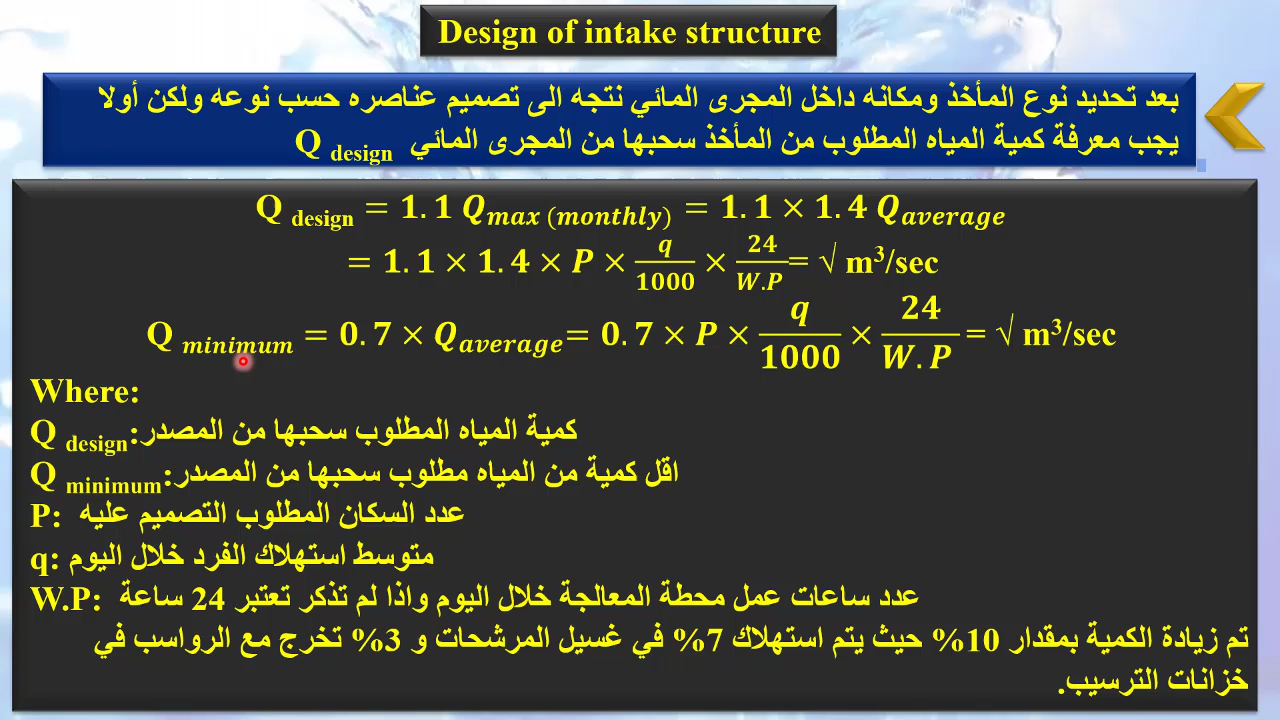 Design of intake structure
بعد تحديد نوع المأخذ ومكانه داخل المجرى المائي نتجه الى تصميم عناصره حسب نوعه ولكن أولا
يجب معرفة كمية المياه المطلوب من المأخذ سحبها من المجرى المائي Q design
Q design = 1.1 Q_max (monthly) = 1.1 × 1.4 Q_average
= 1.1 × 1.4 × P × q/1000 × 24/W.P = √ m³/sec
Q minimum = 0.7 × Q_average = 0.7 × P × q/1000 × 24/W.P = √ m³/sec
Where:
Q design: كمية المياه المطلوب سحبها من المصدر
Q minimum: اقل كمية من المياه مطلوب سحبها من المصدر
P: عدد السكان المطلوب التصميم عليه
q: متوسط استهلاك الفرد خلال اليوم
W.P: عدد ساعات عمل محطة المعالجة خلال اليوم واذا لم تذكر تعتبر 24 ساعة
تم زيادة الكمية بمقدار 10% حيث يتم استهلاك 7% في غسيل المرشحات و 3% تخرج مع الرواسب في
خزانات الترسيب.